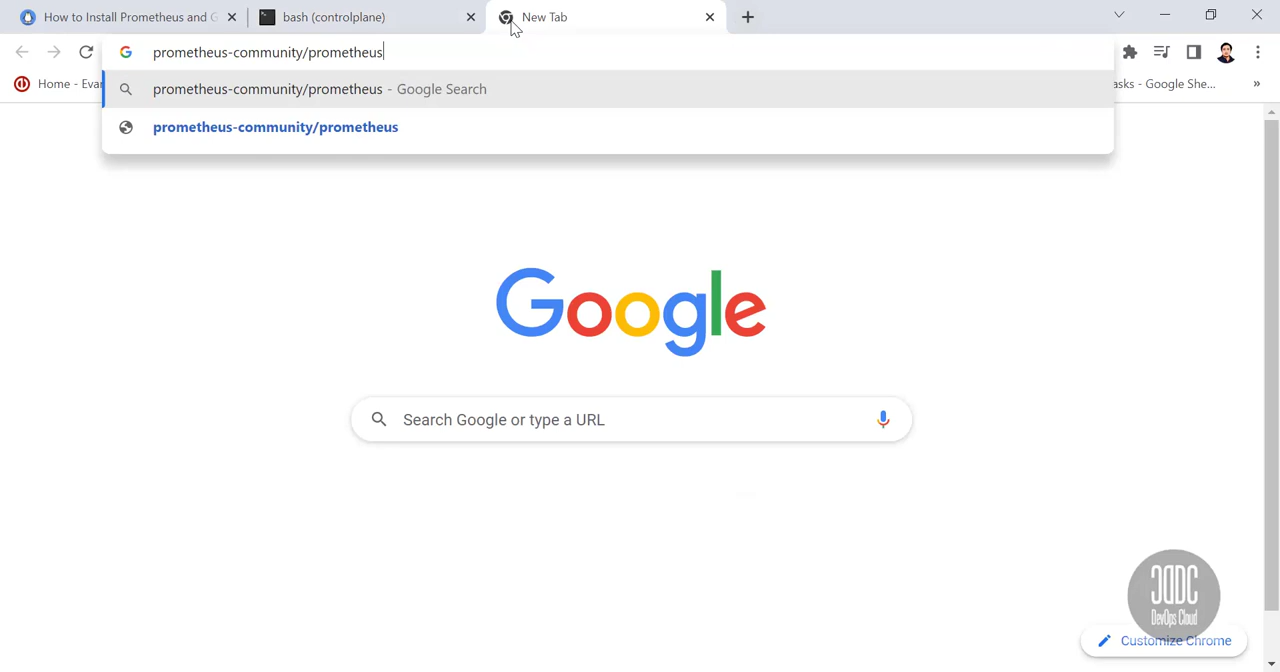 How to Install Prometheus and G
bash (controlplane)
New Tab
prometheus-community/prometheus
Home - Evan
asks - Google She...
prometheus-community/prometheus - Google Search
prometheus-community/prometheus
Google
Search Google or type a URL
DevOps Cloud
Customize Chrome